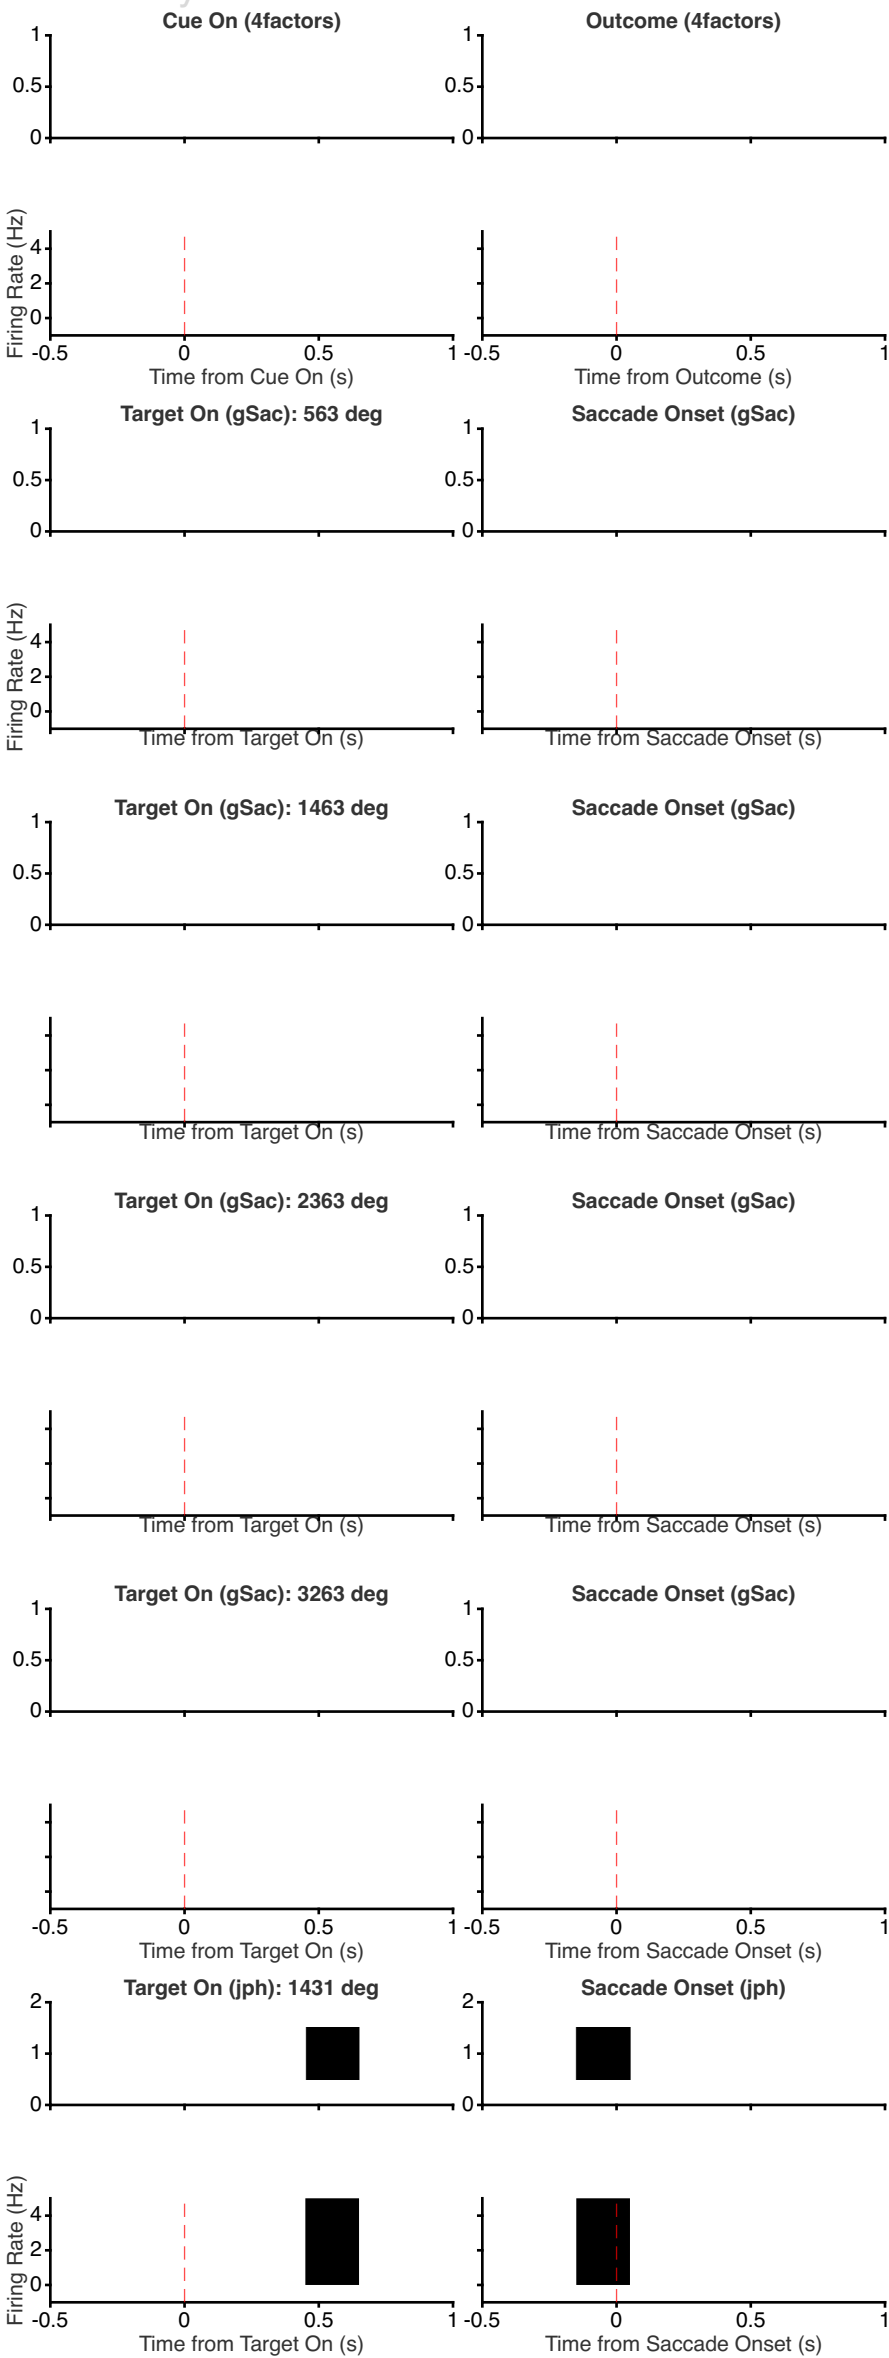 Cue On (4factors) Outcome (4factors)
1 1
0.5 0.5
0 0
Firing Rate (Hz)
4
2
0
-0.5 0 0.5 1 -0.5 0 0.5 1
Time from Cue On (s) Time from Outcome (s)
Target On (gSac): 563 deg Saccade Onset (gSac)
1 1
0.5 0.5
0 0
Firing Rate (Hz)
4
2
0
Time from Target On (s) Time from Saccade Onset (s)
Target On (gSac): 1463 deg Saccade Onset (gSac)
1 1
0.5 0.5
0 0
Time from Target On (s) Time from Saccade Onset (s)
Target On (gSac): 2363 deg Saccade Onset (gSac)
1 1
0.5 0.5
0 0
Time from Target On (s) Time from Saccade Onset (s)
Target On (gSac): 3263 deg Saccade Onset (gSac)
1 1
0.5 0.5
0 0
-0.5 0 0.5 1 -0.5 0 0.5 1
Time from Target On (s) Time from Saccade Onset (s)
Target On (jph): 1431 deg Saccade Onset (jph)
2 2
1 1
0 0
Firing Rate (Hz)
4
2
0
-0.5 0 0.5 1 -0.5 0 0.5 1
Time from Target On (s) Time from Saccade Onset (s)